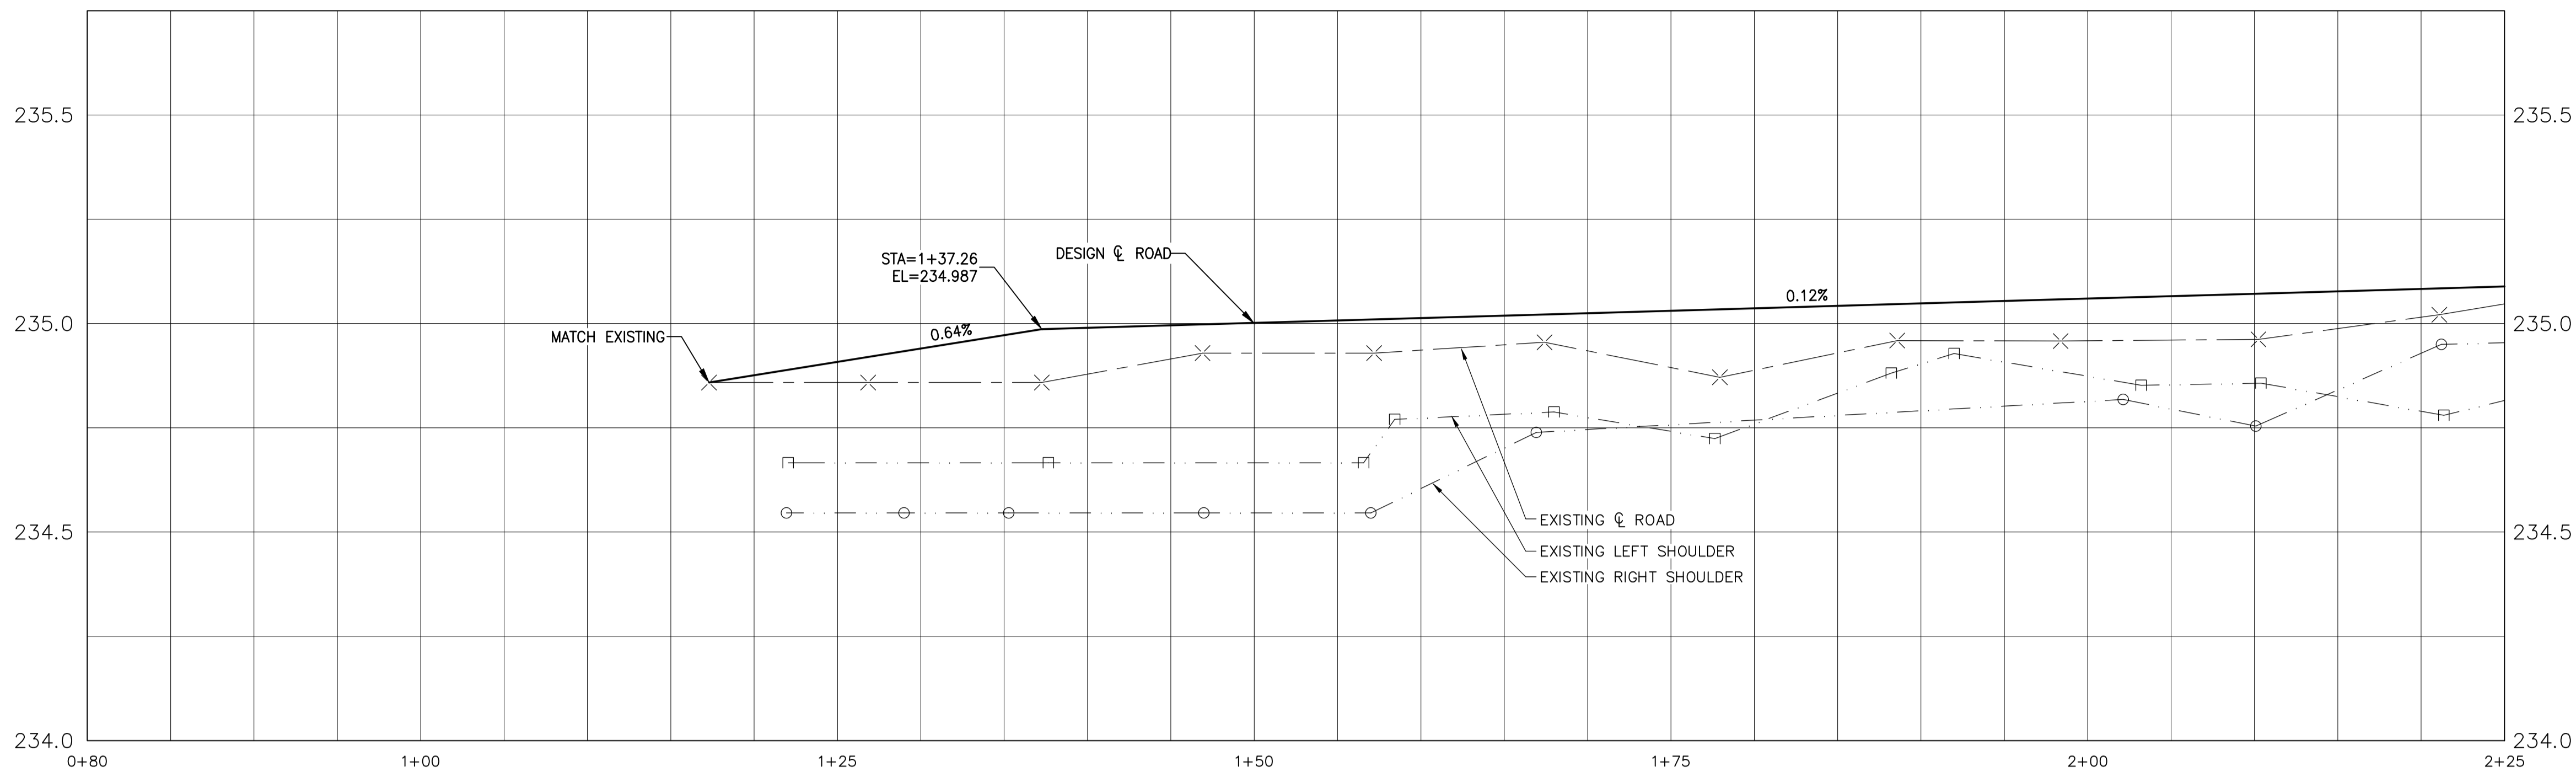 235.5
235.5
STA=1+37.26
EL=234.987
DESIGN ℄ ROAD
0.12%
235.0
235.0
MATCH EXISTING
0.64%
234.5
234.5
EXISTING ℄ ROAD
EXISTING LEFT SHOULDER
EXISTING RIGHT SHOULDER
234.0
234.0
0+80
1+00
1+25
1+50
1+75
2+00
2+25